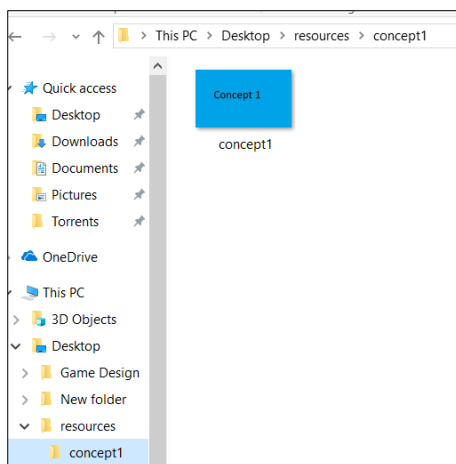 This PC > Desktop > resources > concept1
Quick access
Desktop
Downloads
Documents
Pictures
Torrents
OneDrive
This PC
3D Objects
Desktop
Game Design
New folder
resources
concept1
Concept 1
concept1